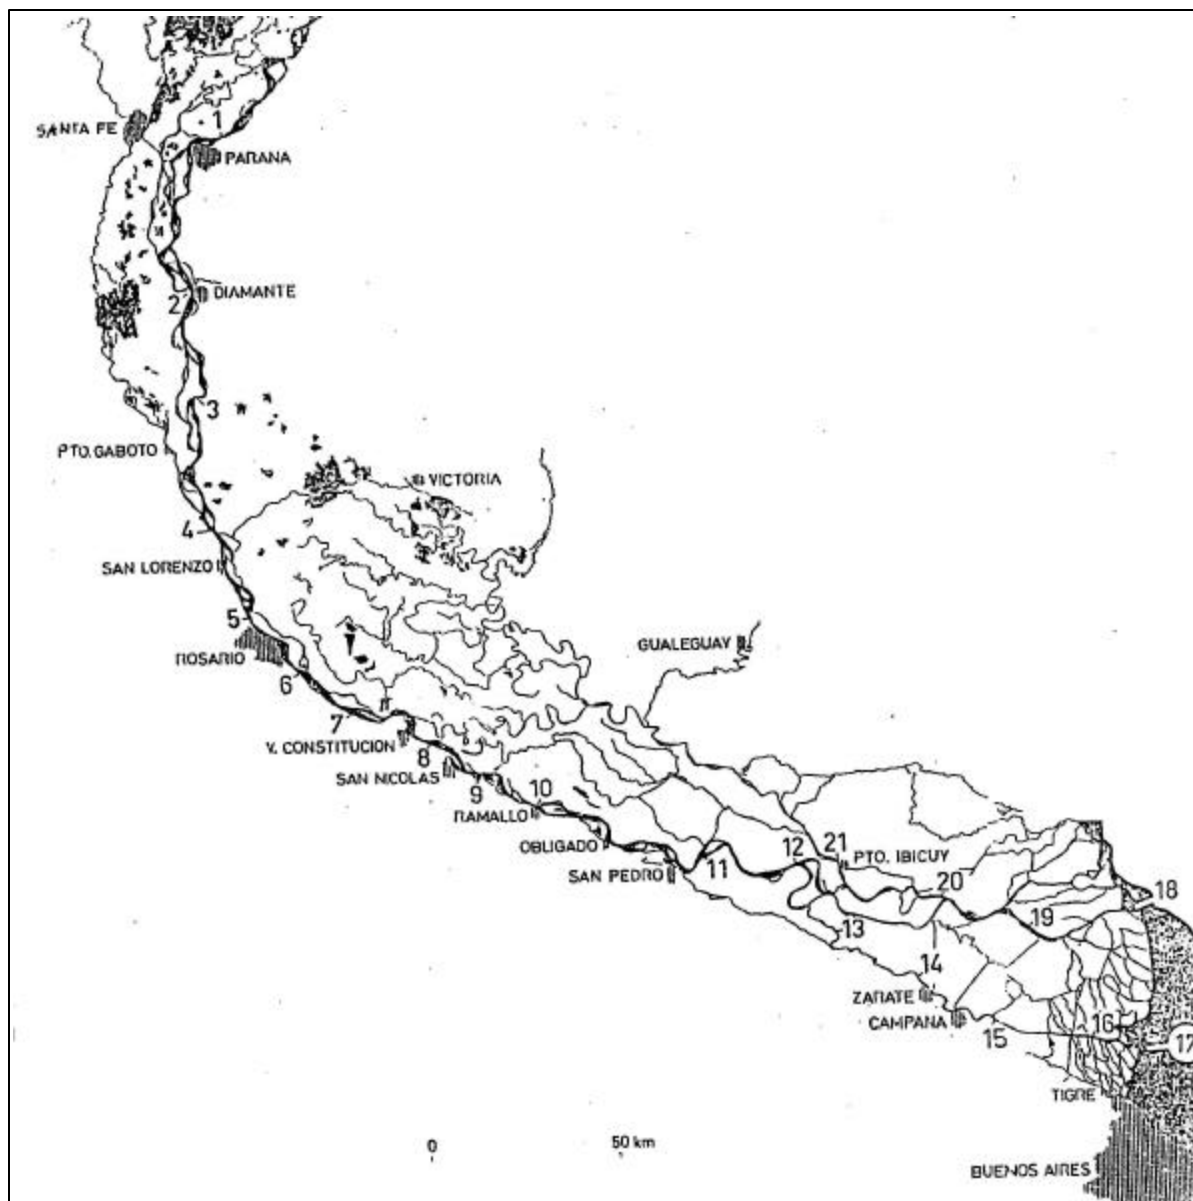 1
SANTA FE
PARANA
2
DIAMANTE
3
PTO. GABOTO
VICTORIA
4
SAN LORENZO
5
ROSARIO
GUALEGUAY
6
7
V. CONSTITUCION
8
SAN NICOLAS
9
10
RAMALLO
OBLIGADO
12
21
PTO. IBICUY
SAN PEDRO
11
20
18
19
13
14
ZARATE
CAMPANA
16
15
17
TIGRE
0
50 km
BUENOS AIRES